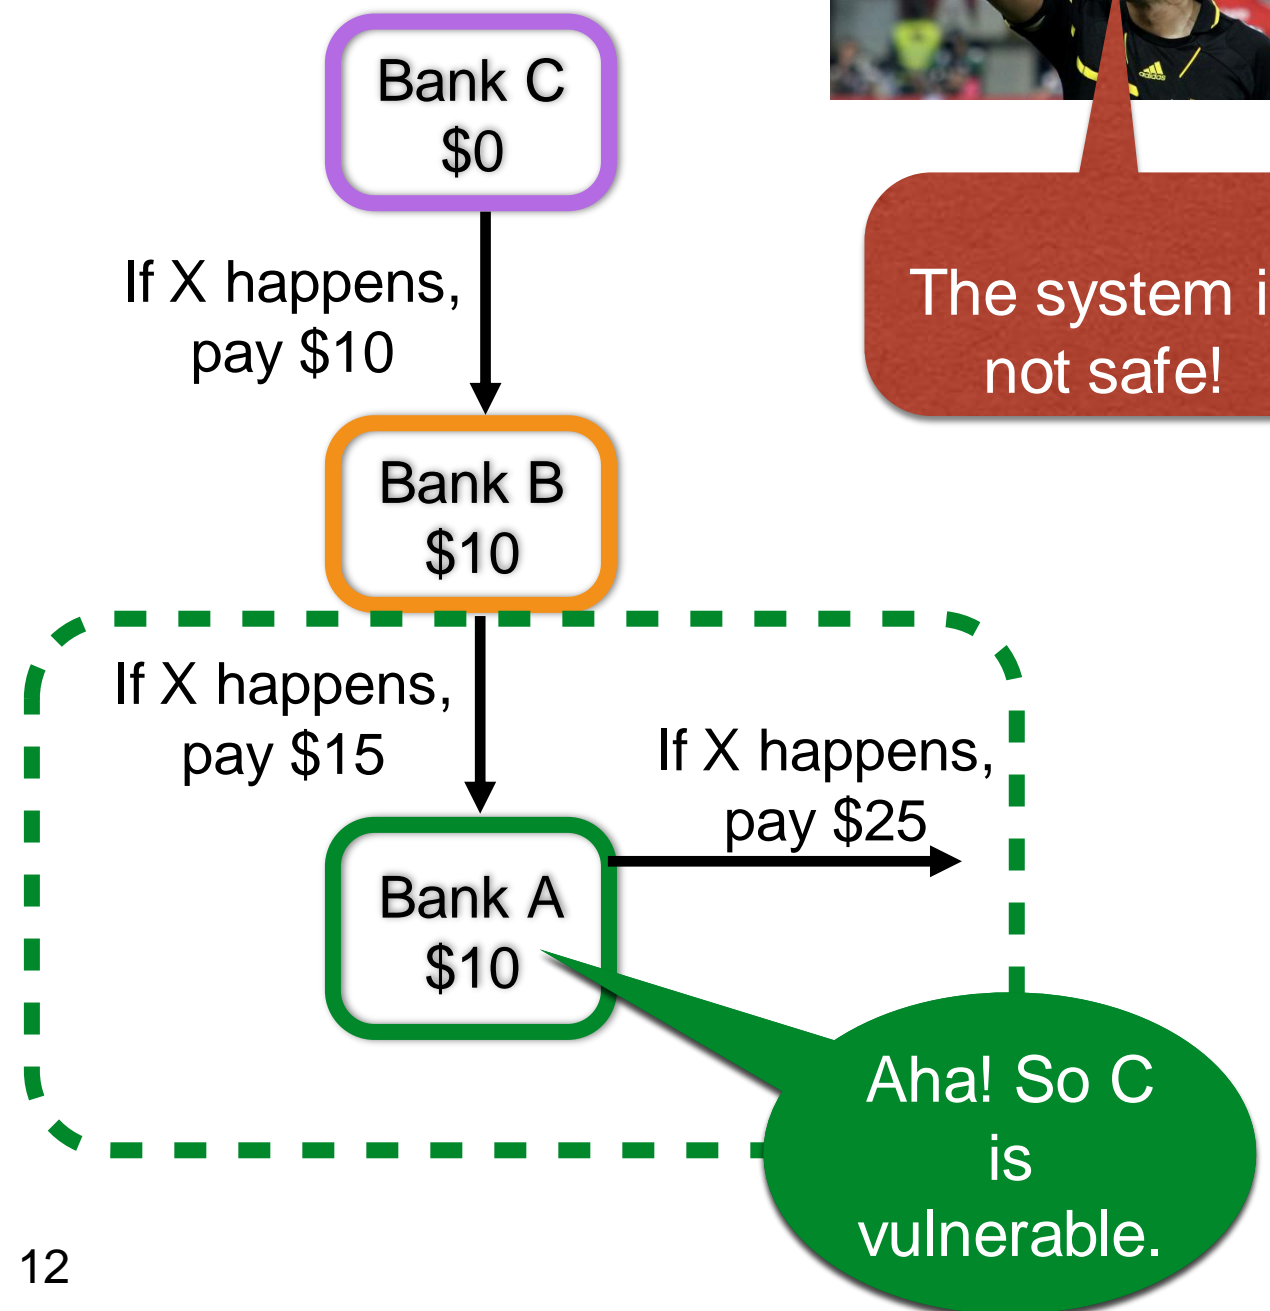 Bank C
$0
adidas
If X happens,
pay $10
The system i
not safe!
Bank B
$10
If X happens,
pay $15
If X happens,
pay $25
Bank A
$10
Aha! So C
is
vulnerable.
12